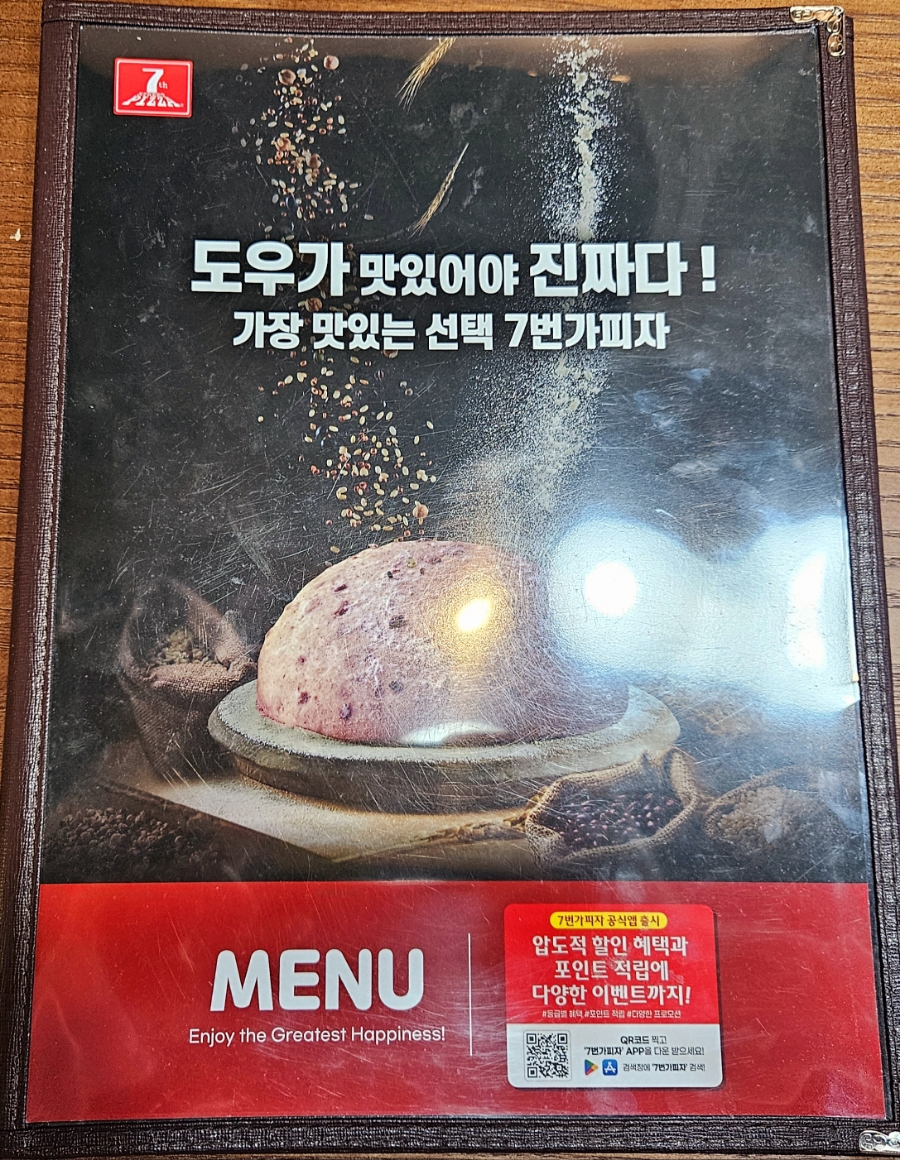 7th
도우가 맛있어야 진짜다 !
가장 맛있는 선택 7번가피자
MENU
Enjoy the Greatest Happiness!
7번가피자 공식앱 출시
압도적 할인 혜택과
포인트 적립에
다양한 이벤트까지!
#등급별 혜택 #포인트 적립 #다양한 프로모션
QR코드 찍고
'7번가피자' APP을 다운 받으세요!
검색창에 '7번가피자' 검색!